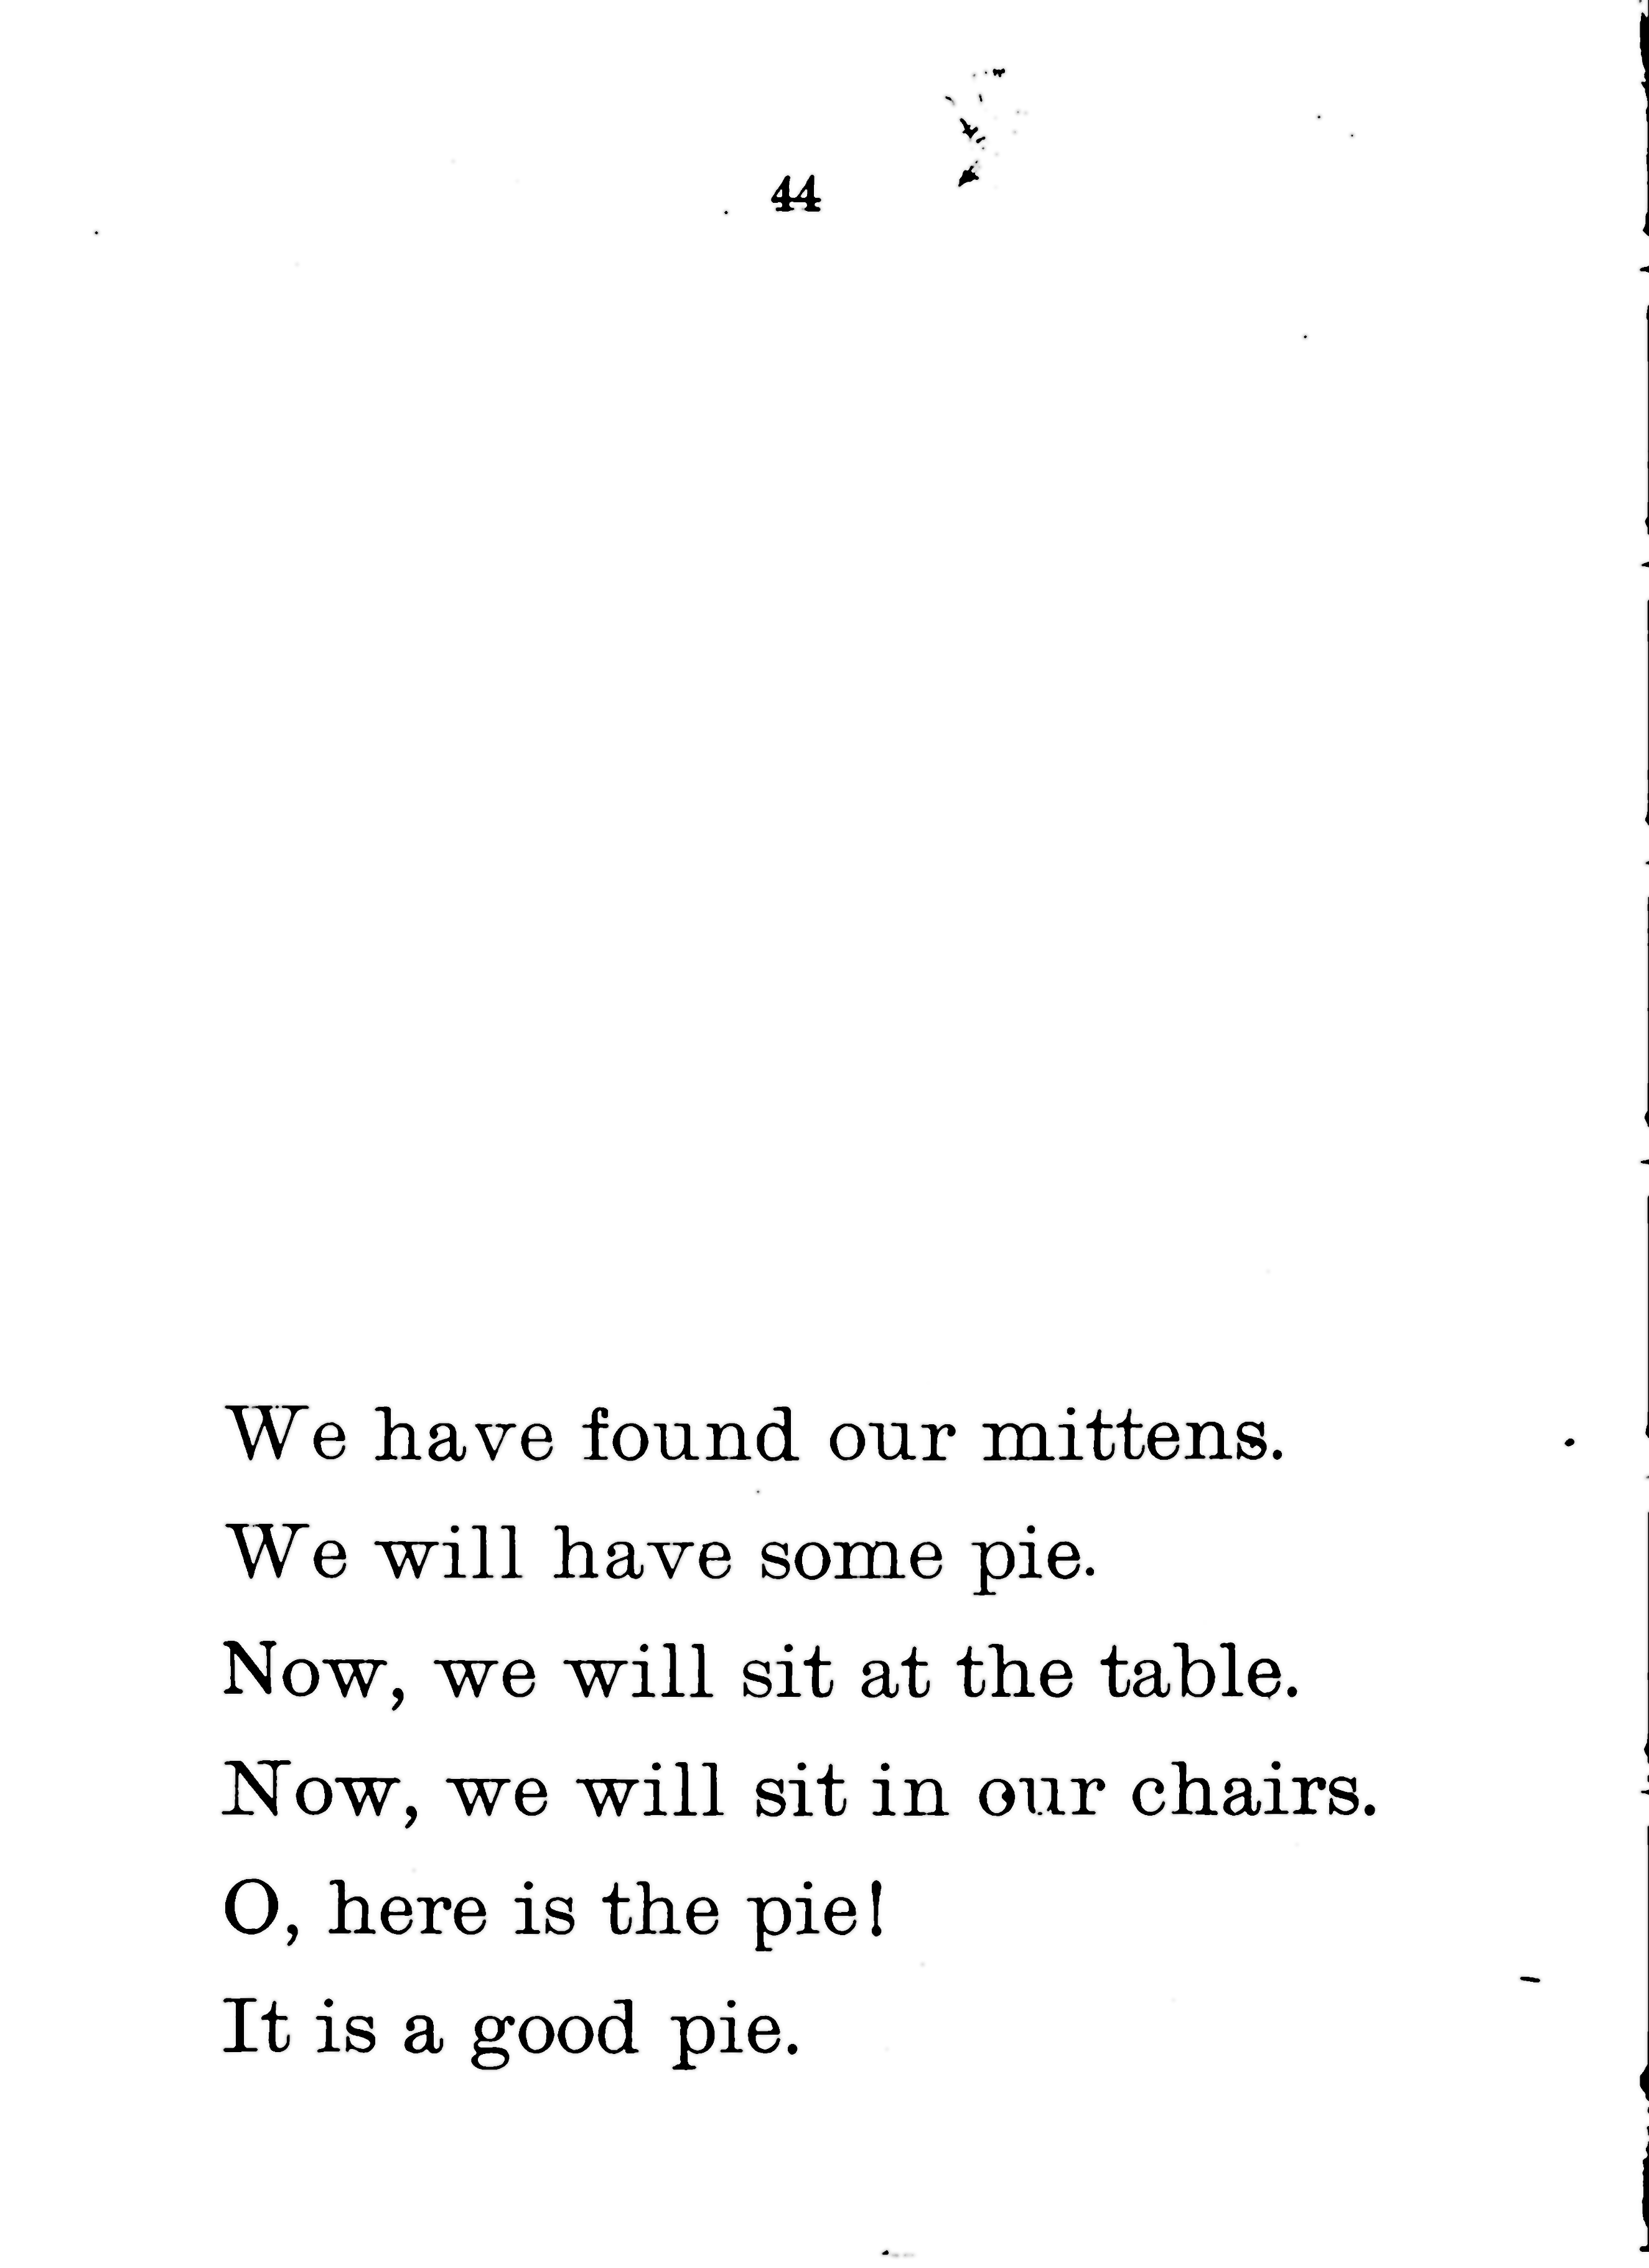 44
We have found our mittens.
We will have some pie.
Now, we will sit at the table.
Now, we will sit in our chairs.
O, here is the pie!
It is a good pie.